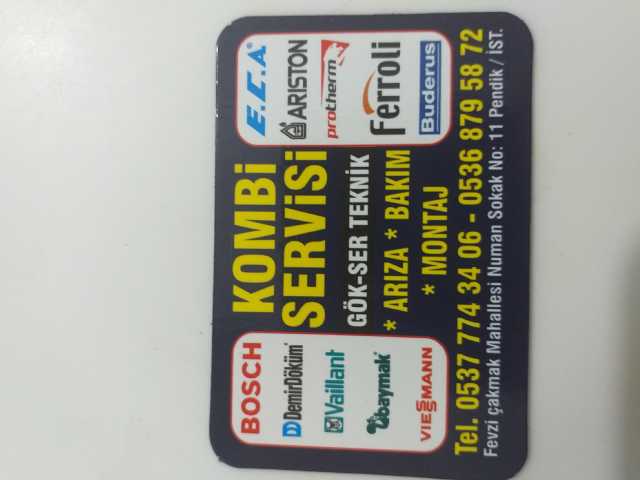 BOSCH
DemirDöküm
Vaillant
baymak
VIESSMANN
KOMBİ
SERVİSİ
GÖK-SER TEKNİK
* ARIZA * BAKIM
* MONTAJ
E.C.A
ARISTON
protherm
Ferroli
Buderus
Tel. 0537 774 34 06 - 0536 879 58 72
Fevzi çakmak Mahallesi Numan Sokak No: 11 Pendik / İST.